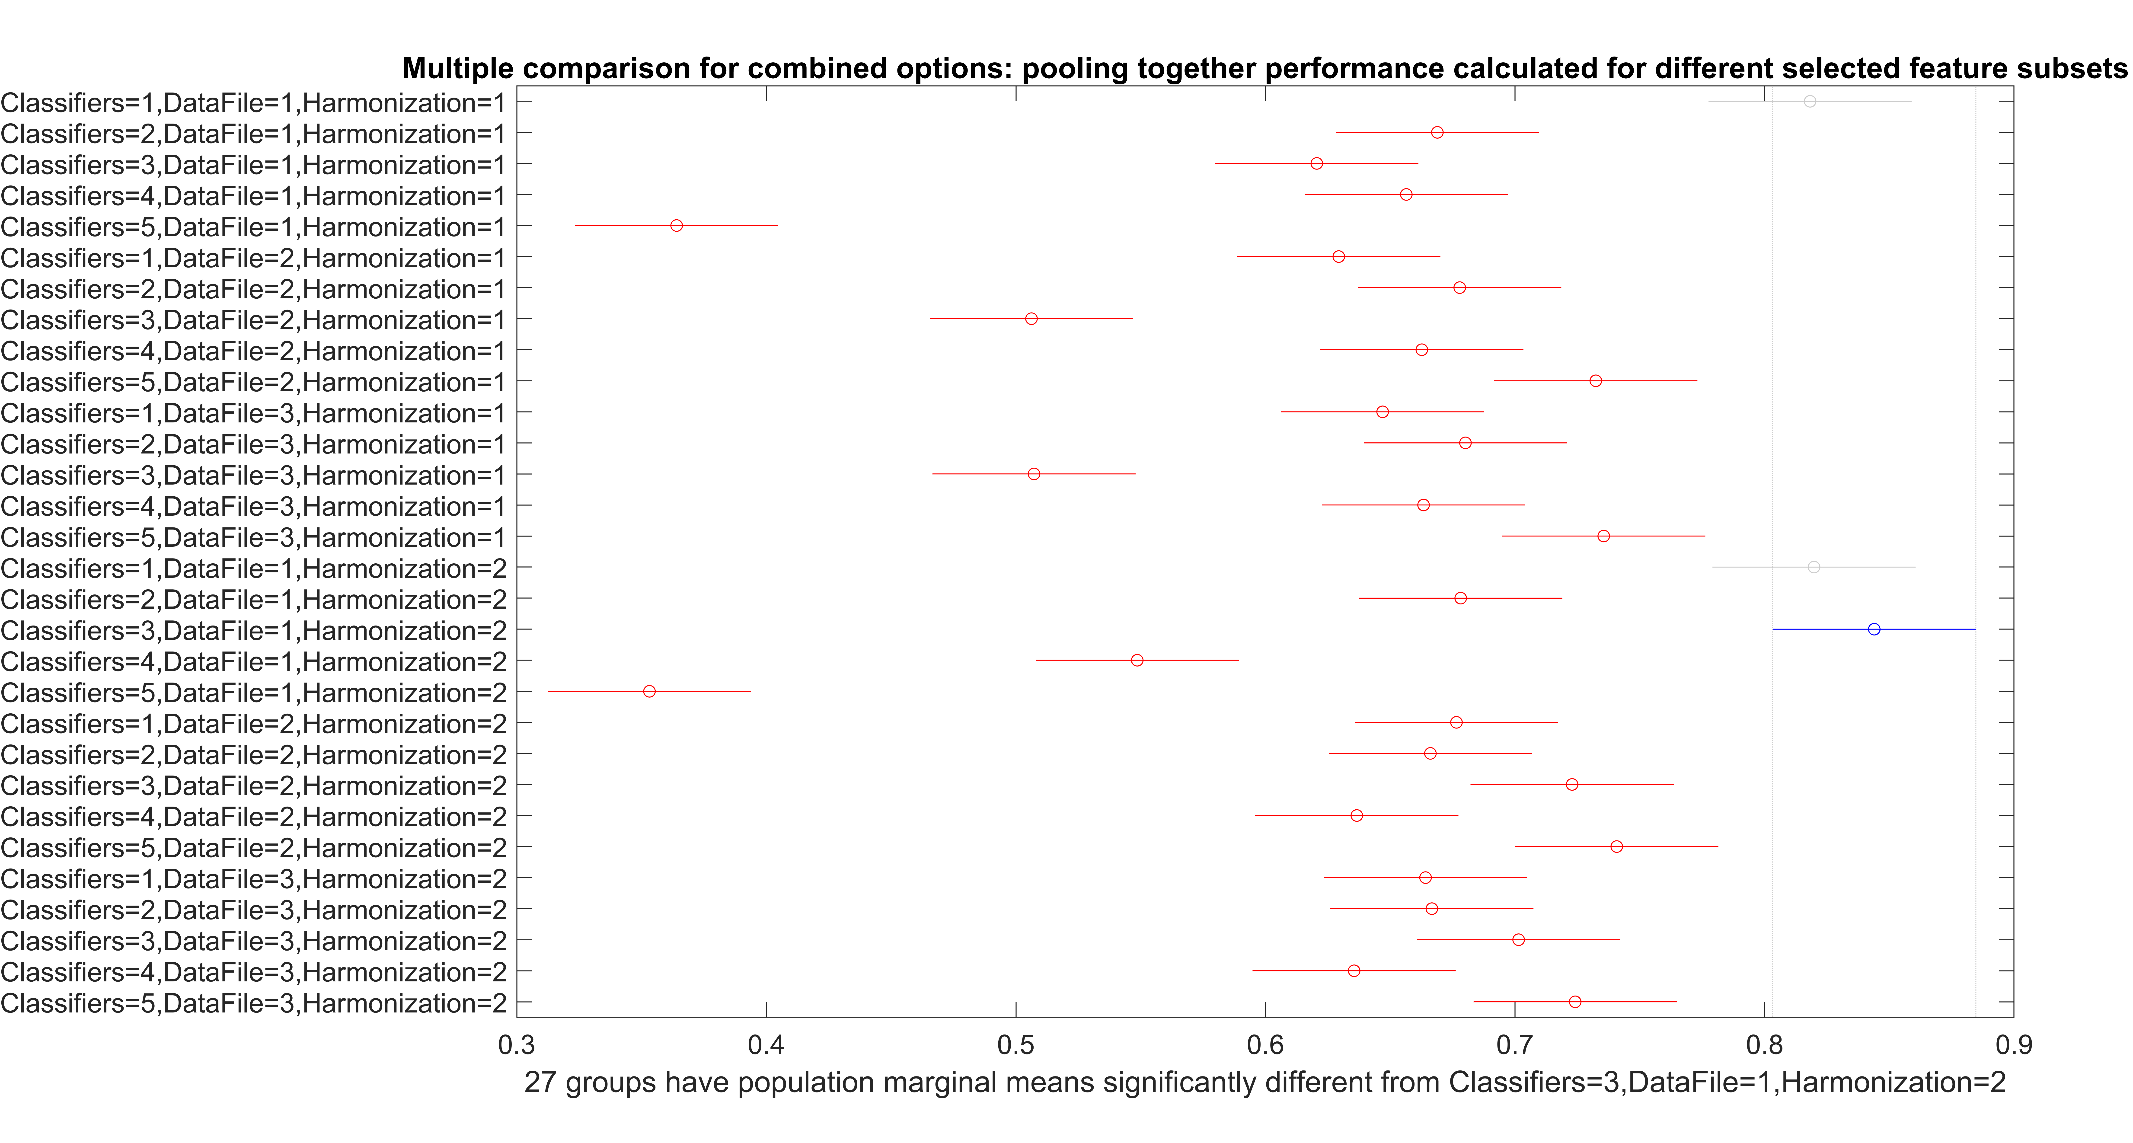 Multiple comparison for combined options: pooling together performance calculated for different selected feature subsets
Classifiers=1,DataFile=1,Harmonization=1
Classifiers=2,DataFile=1,Harmonization=1
Classifiers=3,DataFile=1,Harmonization=1
Classifiers=4,DataFile=1,Harmonization=1
Classifiers=5,DataFile=1,Harmonization=1
Classifiers=1,DataFile=2,Harmonization=1
Classifiers=2,DataFile=2,Harmonization=1
Classifiers=3,DataFile=2,Harmonization=1
Classifiers=4,DataFile=2,Harmonization=1
Classifiers=5,DataFile=2,Harmonization=1
Classifiers=1,DataFile=3,Harmonization=1
Classifiers=2,DataFile=3,Harmonization=1
Classifiers=3,DataFile=3,Harmonization=1
Classifiers=4,DataFile=3,Harmonization=1
Classifiers=5,DataFile=3,Harmonization=1
Classifiers=1,DataFile=1,Harmonization=2
Classifiers=2,DataFile=1,Harmonization=2
Classifiers=3,DataFile=1,Harmonization=2
Classifiers=4,DataFile=1,Harmonization=2
Classifiers=5,DataFile=1,Harmonization=2
Classifiers=1,DataFile=2,Harmonization=2
Classifiers=2,DataFile=2,Harmonization=2
Classifiers=3,DataFile=2,Harmonization=2
Classifiers=4,DataFile=2,Harmonization=2
Classifiers=5,DataFile=2,Harmonization=2
Classifiers=1,DataFile=3,Harmonization=2
Classifiers=2,DataFile=3,Harmonization=2
Classifiers=3,DataFile=3,Harmonization=2
Classifiers=4,DataFile=3,Harmonization=2
Classifiers=5,DataFile=3,Harmonization=2
0.3 0.4 0.5 0.6 0.7 0.8 0.9
27 groups have population marginal means significantly different from Classifiers=3,DataFile=1,Harmonization=2